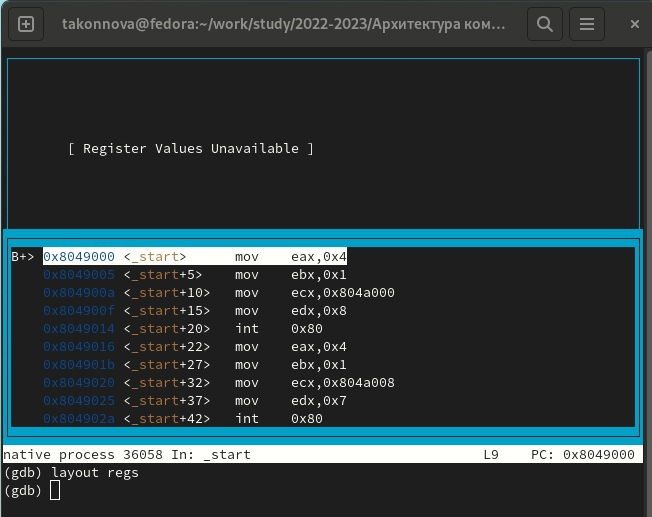 takonnova@fedora:~/work/study/2022-2023/Архитектура ком...
[ Register Values Unavailable ]
B+> 0x8049000 <_start> mov eax,0x4
0x8049005 <_start+5> mov ebx,0x1
0x804900a <_start+10> mov ecx,0x804a000
0x804900f <_start+15> mov edx,0x8
0x8049014 <_start+20> int 0x80
0x8049016 <_start+22> mov eax,0x4
0x804901b <_start+27> mov ebx,0x1
0x8049020 <_start+32> mov ecx,0x804a008
0x8049025 <_start+37> mov edx,0x7
0x804902a <_start+42> int 0x80
native process 36058 In: _start L9 PC: 0x8049000
(gdb) layout regs
(gdb)